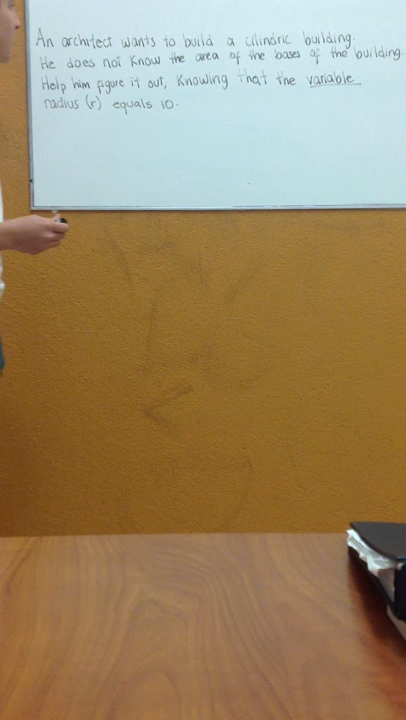 An architect wants to build a cilindric building.
He does not know the area of the bases of the building.
Help him figure it out, knowing that the variable
radius (r) equals 10.